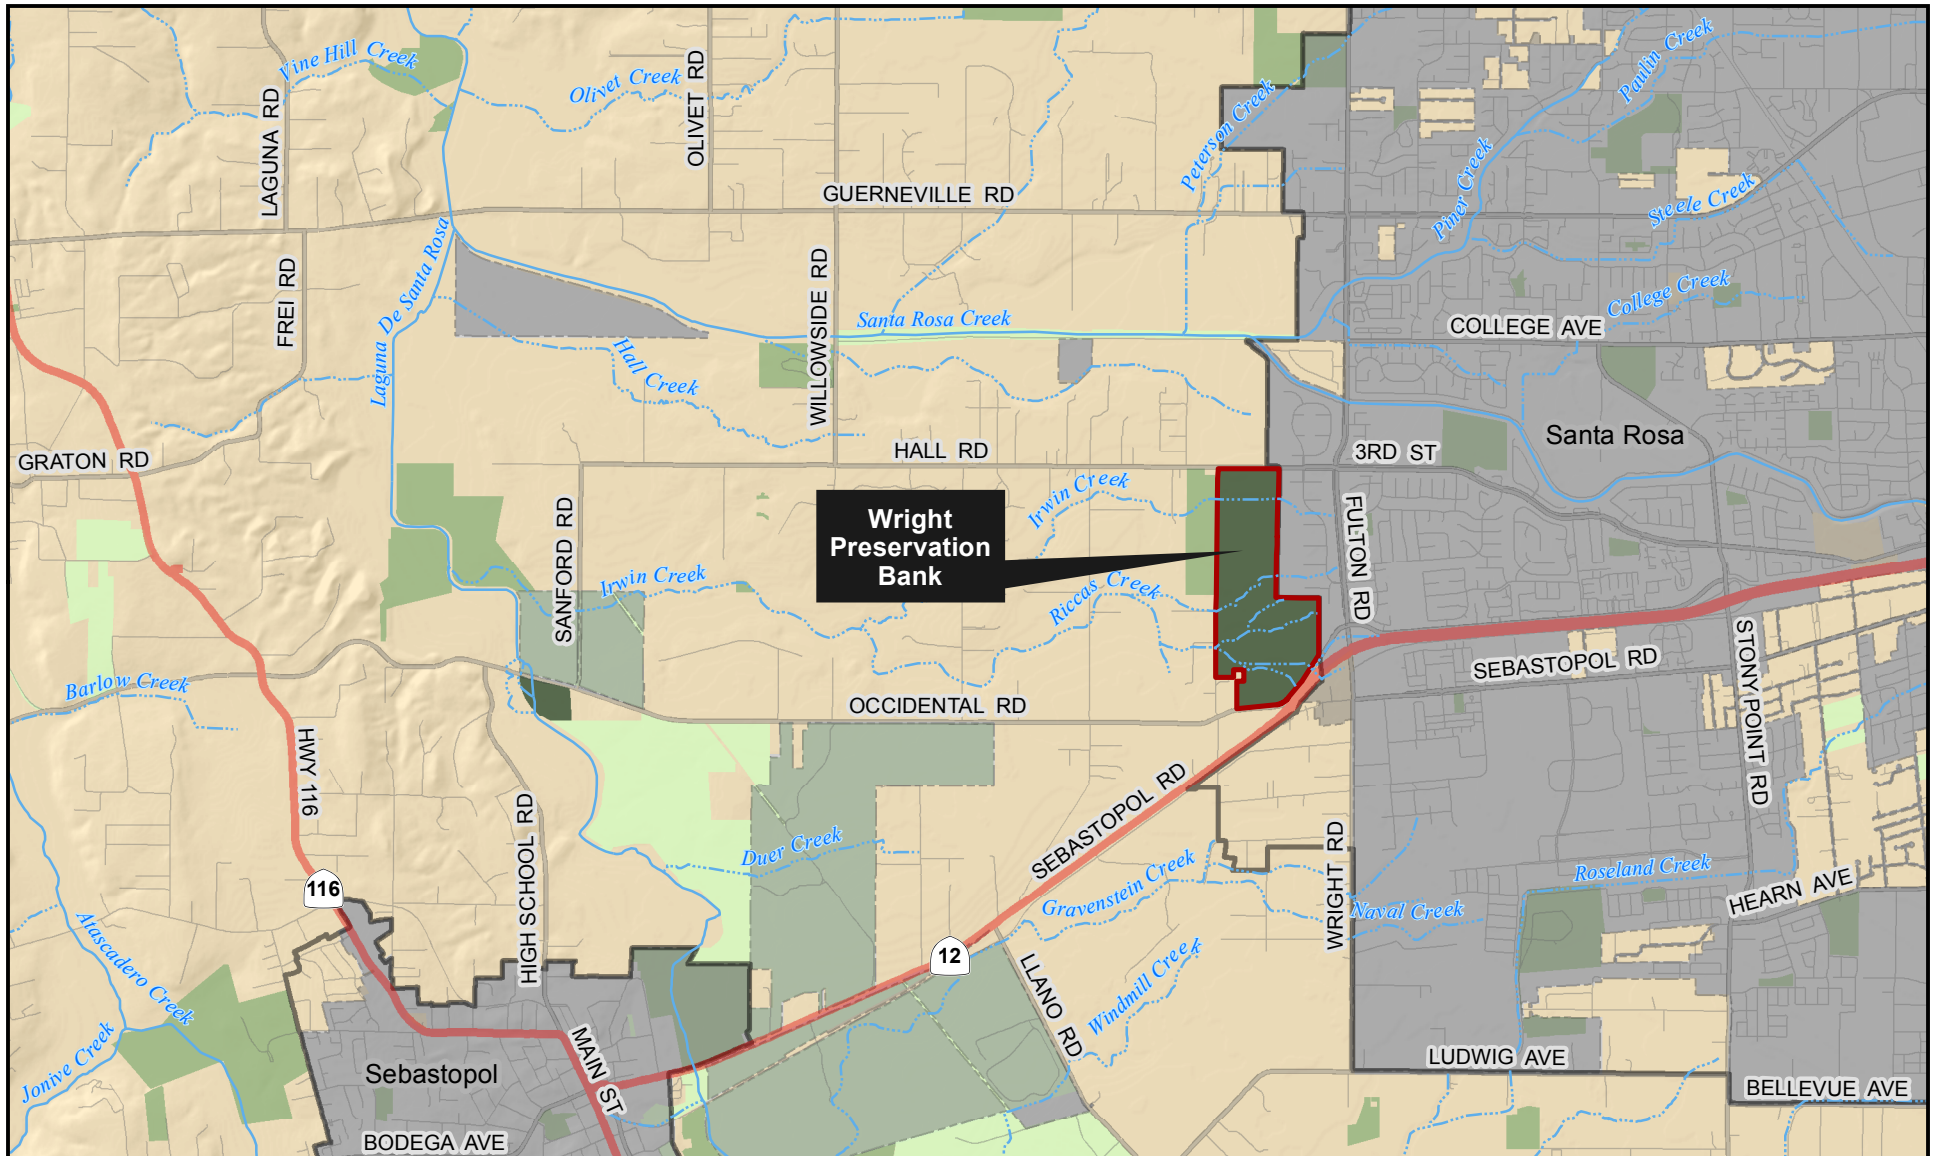 Vine Hill Creek
Olivet Creek
OLIVET RD
Paulin Creek
LAGUNA RD
Peterson Creek
Piner Creek
GUERNEVILLE RD
Steele Creek
Laguna De Santa Rosa
FREI RD
WILLOWSIDE RD
Santa Rosa Creek
College Creek
COLLEGE AVE
Hall Creek
Santa Rosa
GRATON RD
HALL RD
3RD ST
Irwin Creek
SANFORD RD
Wright
Preservation
Bank
FULTON RD
Irwin Creek
Riccas Creek
Barlow Creek
SEBASTOPOL RD
STONY POINT RD
OCCIDENTAL RD
HWY 116
SEBASTOPOL RD
HIGH SCHOOL RD
Duer Creek
WRIGHT RD
Gravenstein Creek
Roseland Creek
116
HEARN AVE
Naval Creek
Atascadero Creek
12
LLANO RD
Windmill Creek
Jonive Creek
Sebastopol
MAIN ST
LUDWIG AVE
BELLEVUE AVE
BODEGA AVE